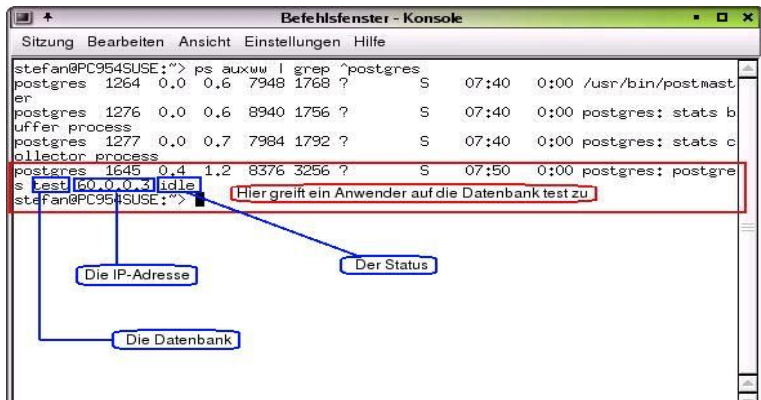 Befehlsfenster - Konsole
Sitzung Bearbeiten Ansicht Einstellungen Hilfe
stefan@PC954SUSE:~> ps auxww | grep ^postgres
postgres 1264 0.0 0.6 7948 1768 ? S 07:40 0:00 /usr/bin/postmast
er
postgres 1276 0.0 0.6 8940 1756 ? S 07:40 0:00 postgres: stats b
uffer process
postgres 1277 0.0 0.7 7984 1792 ? S 07:40 0:00 postgres: stats c
ollector process
postgres 1645 0.4 1.2 8376 3256 ? S 07:50 0:00 postgres: postgre
s test 60.0.0.3 idle
Hier greift ein Anwender auf die Datenbank test zu
stefan@PC954SUSE:~>
Die IP-Adresse
Der Status
Die Datenbank